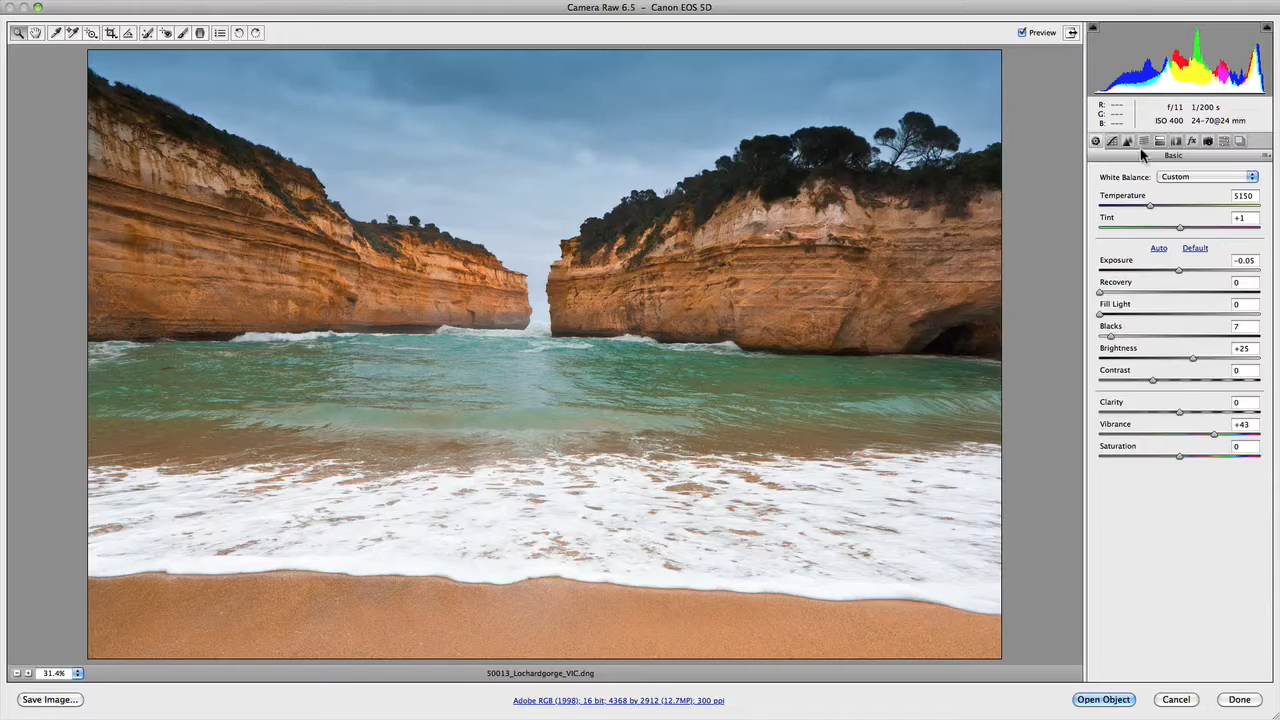 Camera Raw 6.5 - Canon EOS 5D
Preview
R: ---
G: ---
B: ---
f/11 1/200 s
ISO 400 24-70@24 mm
fx
Basic
White Balance: Custom
Temperature 5150
Tint +1
Auto Default
Exposure -0.05
Recovery 0
Fill Light 0
Blacks 7
Brightness +25
Contrast 0
Clarity 0
Vibrance +43
Saturation 0
31.4%
50013_Lochardgorge_VIC.dng
Save Image...
Adobe RGB (1998); 16 bit; 4368 by 2912 (12.7MP); 300 ppi
Open Object
Cancel
Done